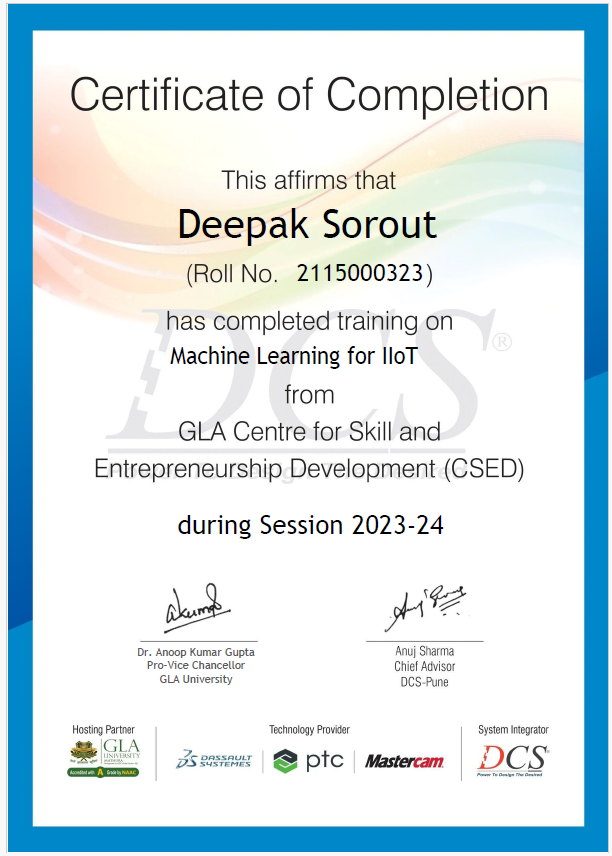 Certificate of Completion
This affirms that
Deepak Sorout
(Roll No. 2115000323)
has completed training on
Machine Learning for IIoT
from
GLA Centre for Skill and
Entrepreneurship Development (CSED)
during Session 2023-24
DCS®
Dr. Anoop Kumar Gupta
Pro-Vice Chancellor
GLA University
Anuj Sharma
Chief Advisor
DCS-Pune
Hosting Partner
GLA
UNIVERSITY
MATHURA
Accredited with A Grade by NAAC
Technology Provider
DASSAULT
SYSTEMES
ptc
Mastercam
System Integrator
DCS
Power To Design The Desired